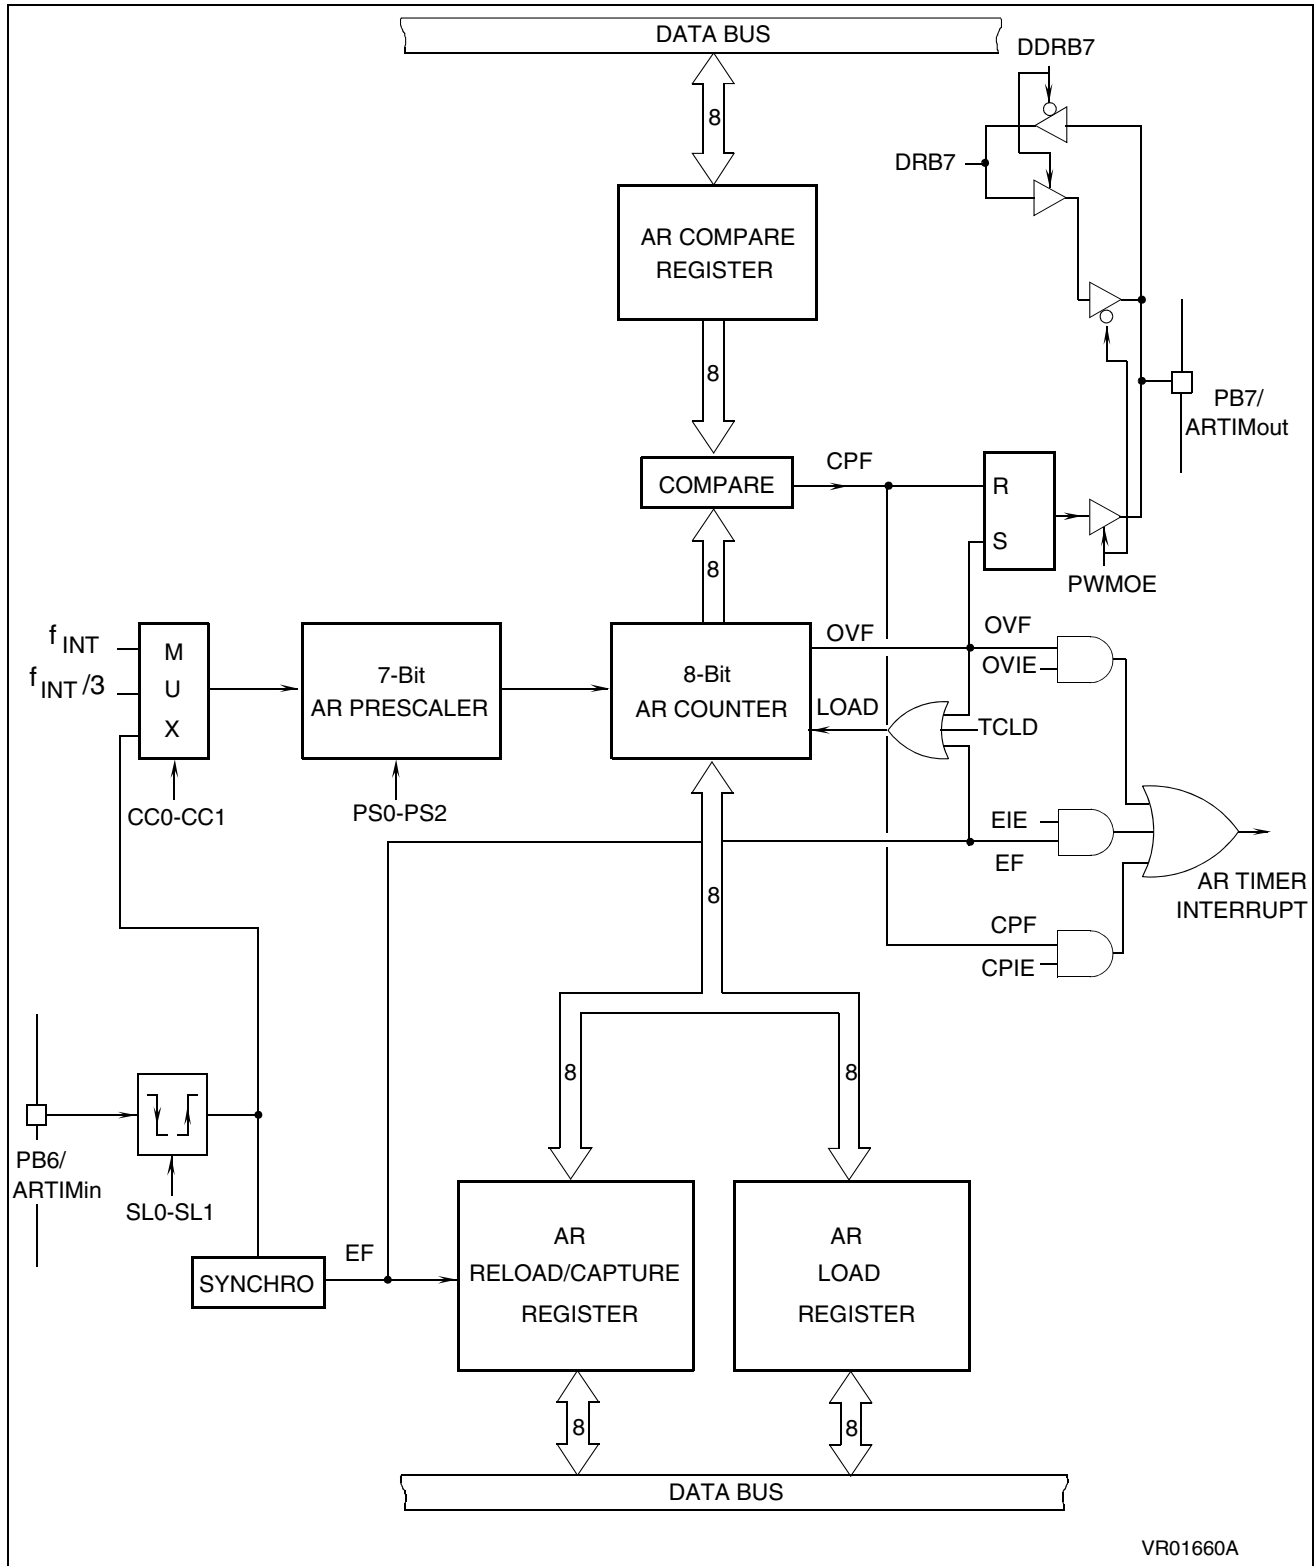 DATA BUS
DDRB7
8
DRB7
AR COMPARE
REGISTER
8
PB7/
ARTIMout
CPF
COMPARE
R
S
8
PWMOE
f INT
f INT /3
M
U
X
7-Bit
AR PRESCALER
8-Bit
AR COUNTER
OVF
OVF
OVIE
LOAD
TCLD
CC0-CC1
PS0-PS2
EIE
EF
AR TIMER
INTERRUPT
8
CPF
CPIE
8
8
PB6/
ARTIMin
SL0-SL1
EF
SYNCHRO
AR
RELOAD/CAPTURE
REGISTER
AR
LOAD
REGISTER
8
8
DATA BUS
VR01660A